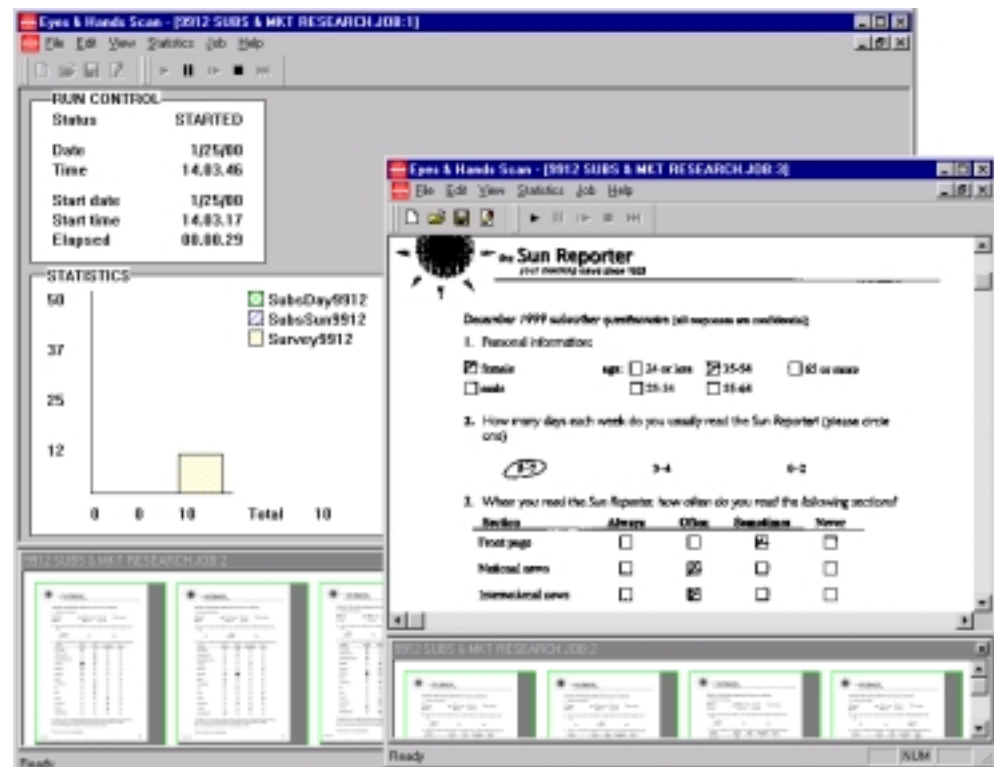 Eyes & Hands Scan - [9912 SUBS & MKT RESEARCH.JOB:1]
File Edit View Statistics Job Help
RUN CONTROL
Status STARTED
Date 1/25/00
Time 14.03.46
Start date 1/25/00
Start time 14.03.17
Elapsed 00.00.29
STATISTICS
50
37
25
12
0 0 10 Total 10
SubsDay9912
SubsSun9912
Survey9912
9912 SUBS & MKT RESEARCH.JOB:2
Ready
Eyes & Hands Scan - [9912 SUBS & MKT RESEARCH.JOB:3]
File Edit View Statistics Job Help
the Sun Reporter
your morning news since 1923
December 1999 subscriber questionnaire (all responses are confidential)
1. Personal information:
female age: 24 or less 35-54 65 or more
male 25-34 55-64
2. How many days each week do you usually read the Sun Reporter? (please circle
one)
5-7 3-4 0-2
3. When you read the Sun Reporter, how often do you read the following sections?
Section Always Often Sometimes Never
Front page
National news
International news
9912 SUBS & MKT RESEARCH.JOB:2
Ready NUM